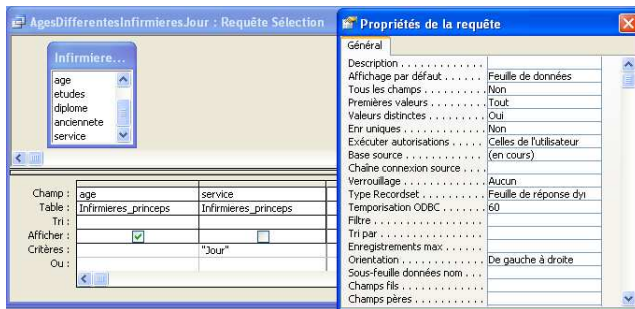 AgesDifferentesInfirmieresJour : Requête Sélection
Infirmiere...
age
etudes
diplome
anciennete
service
Champ : age service
Table : Infirmieres_princeps Infirmieres_princeps
Tri :
Afficher :
Critères : "Jour"
Ou :
Propriétés de la requête
Général
Description . . . . . . . . . . . . . .
Affichage par défaut . . . . . . Feuille de données
Tous les champs . . . . . . . . . . Non
Premières valeurs . . . . . . . . . Tout
Valeurs distinctes . . . . . . . . . Oui
Enr uniques . . . . . . . . . . . . . . Non
Exécuter autorisations . . . . . Celles de l'utilisateur
Base source . . . . . . . . . . . . . (en cours)
Chaîne connexion source . . . .
Verrouillage . . . . . . . . . . . . . . Aucun
Type Recordset . . . . . . . . . . Feuille de réponse dyn
Temporisation ODBC . . . . . . . 60
Filtre . . . . . . . . . . . . . . . . . . .
Tri par . . . . . . . . . . . . . . . . . .
Enregistrements max . . . . . .
Orientation . . . . . . . . . . . . . . De gauche à droite
Sous-feuille données nom . . .
Champs fils . . . . . . . . . . . . . .
Champs pères . . . . . . . . . . . .